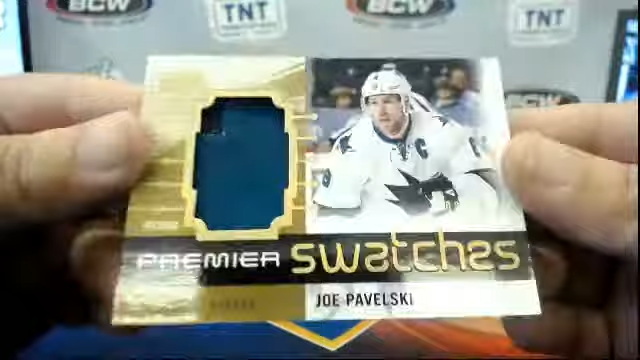 BCW
BCW
TNT
TNT
BCW
C
PREMIER swatches
JOE PAVELSKI